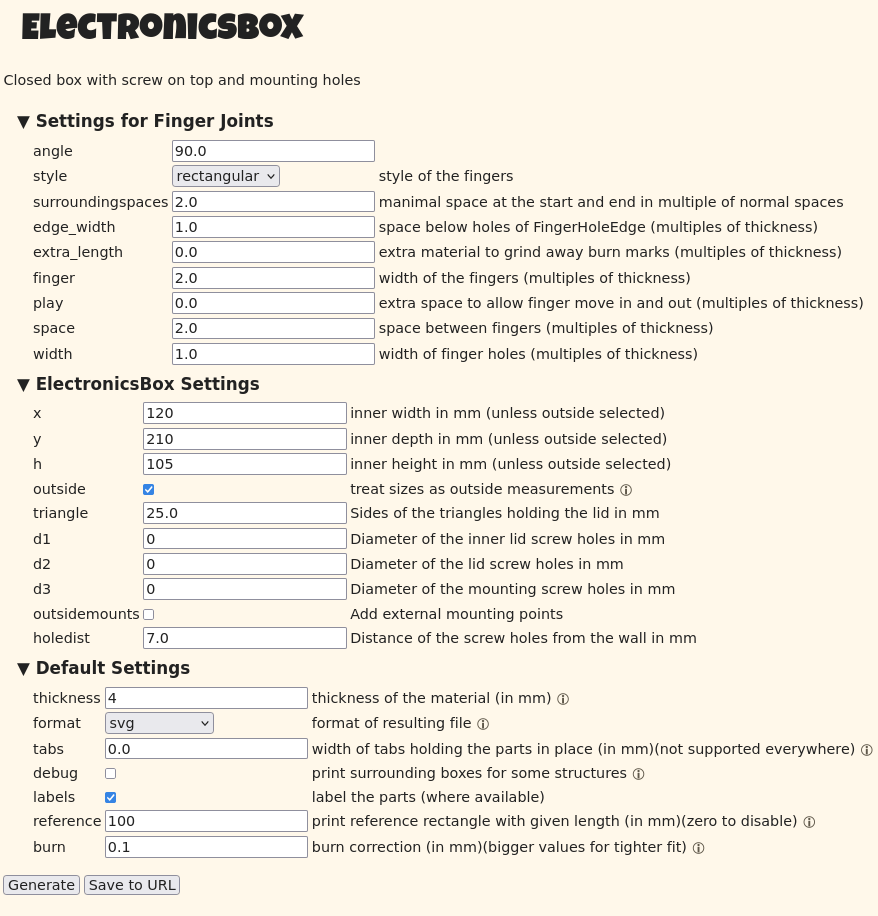 ElectronicsBox
Closed box with screw on top and mounting holes
▼ Settings for Finger Joints
angle 90.0
style rectangular style of the fingers
surroundingspaces 2.0 manimal space at the start and end in multiple of normal spaces
edge_width 1.0 space below holes of FingerHoleEdge (multiples of thickness)
extra_length 0.0 extra material to grind away burn marks (multiples of thickness)
finger 2.0 width of the fingers (multiples of thickness)
play 0.0 extra space to allow finger move in and out (multiples of thickness)
space 2.0 space between fingers (multiples of thickness)
width 1.0 width of finger holes (multiples of thickness)
▼ ElectronicsBox Settings
x 120 inner width in mm (unless outside selected)
y 210 inner depth in mm (unless outside selected)
h 105 inner height in mm (unless outside selected)
outside treat sizes as outside measurements ⓘ
triangle 25.0 Sides of the triangles holding the lid in mm
d1 0 Diameter of the inner lid screw holes in mm
d2 0 Diameter of the lid screw holes in mm
d3 0 Diameter of the mounting screw holes in mm
outsidemounts Add external mounting points
holedist 7.0 Distance of the screw holes from the wall in mm
▼ Default Settings
thickness 4 thickness of the material (in mm) ⓘ
format svg format of resulting file ⓘ
tabs 0.0 width of tabs holding the parts in place (in mm)(not supported everywhere) ⓘ
debug print surrounding boxes for some structures ⓘ
labels label the parts (where available)
reference 100 print reference rectangle with given length (in mm)(zero to disable) ⓘ
burn 0.1 burn correction (in mm)(bigger values for tighter fit) ⓘ
Generate Save to URL